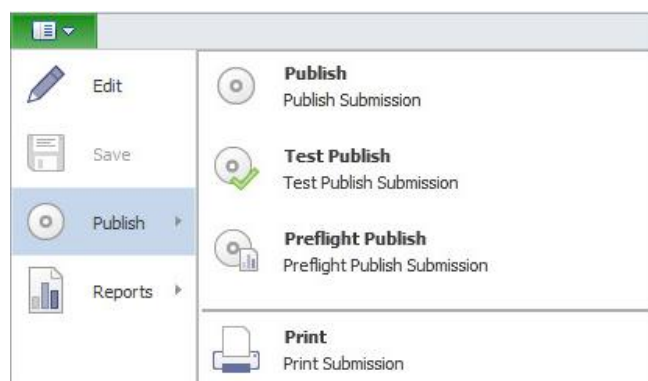 Edit
Save
Publish
Reports
Publish
Publish Submission
Test Publish
Test Publish Submission
Preflight Publish
Preflight Publish Submission
Print
Print Submission